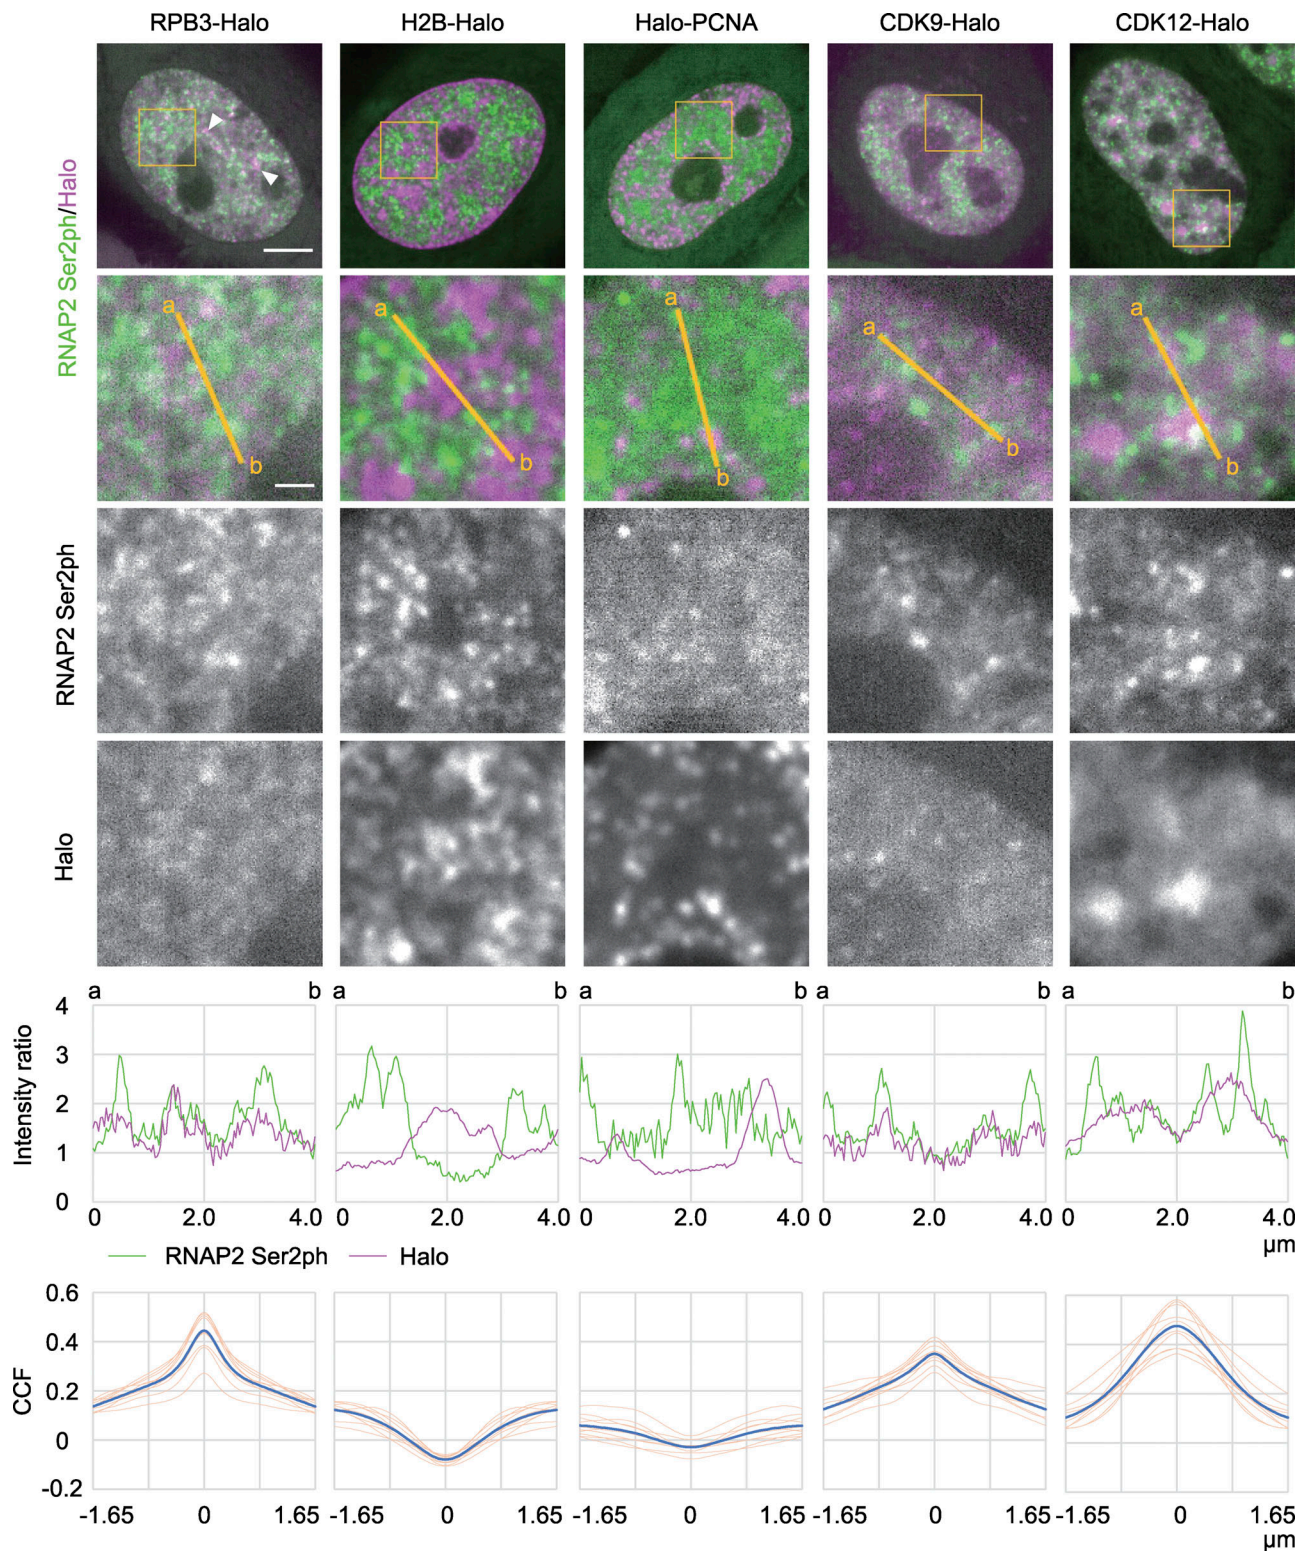 RPB3-Halo H2B-Halo Halo-PCNA CDK9-Halo CDK12-Halo
RNAP2 Ser2ph/Halo
a a a a a
b b b b b
RNAP2 Ser2ph
Halo
a b a b a b a b a b
Intensity ratio
4
3
2
1
0
0 2.0 4.0 0 2.0 4.0 0 2.0 4.0 0 2.0 4.0 0 2.0 4.0
µm
RNAP2 Ser2ph Halo
CCF
0.6
0.4
0.2
0
-0.2
-1.65 0 1.65 -1.65 0 1.65 -1.65 0 1.65 -1.65 0 1.65 -1.65 0 1.65
µm